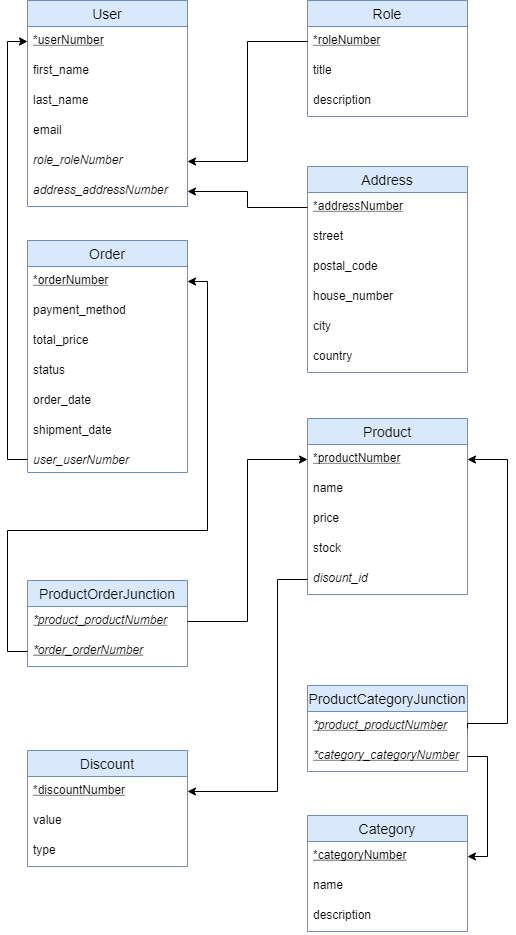 User
*userNumber
first_name
last_name
email
role_roleNumber
address_addressNumber
Role
*roleNumber
title
description
Address
*addressNumber
street
postal_code
house_number
city
country
Order
*orderNumber
payment_method
total_price
status
order_date
shipment_date
user_userNumber
Product
*productNumber
name
price
stock
disount_id
ProductOrderJunction
*product_productNumber
*order_orderNumber
ProductCategoryJunction
*product_productNumber
*category_categoryNumber
Discount
*discountNumber
value
type
Category
*categoryNumber
name
description